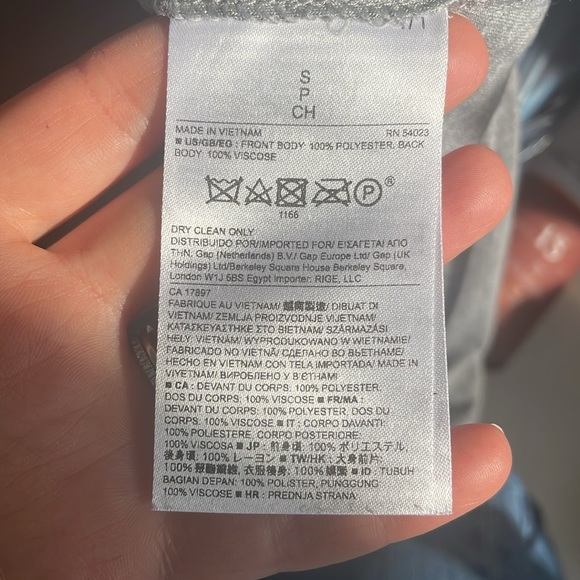 S
P
CH
MADE IN VIETNAM RN 54023
■ US/GB/EG : FRONT BODY: 100% POLYESTER, BACK
BODY: 100% VISCOSE
P ®
1166
DRY CLEAN ONLY
DISTRIBUIDO POR/IMPORTED FOR/ ΕΙΣΑΓΕΤΑΙ ΑΠΟ
THN. Gap (Netherlands) B.V./ Gap Europe Ltd/ Gap (UK
Holdings) Ltd/Berkeley Square House Berkeley Square,
London W1J 6BS Egypt Importer: RIGE, LLC
CA 17897
FABRIQUE AU VIETNAM/ 越南製造/ DIBUAT DI
VIETNAM/ ZEMLJA PROIZVODNJE VIJETNAM/
ΚΑΤΑΣΚΕΥΑΣΤΗΚΕ ΣΤΟ ΒΙΕΤΝΑΜ/ SZÁRMAZÁSI
HELY: VIETNAM/ WYPRODUKOWANO W WIETNAMIE/
FABRICADO NO VIETNÃ/ СДЕЛАНО ВО ВЬЕТНАМЕ/
HECHO EN VIETNAM CON TELA IMPORTADA/ MADE IN
VIYETNAM/ ВИРОБЛЕНО У В'ЄТНАМІ
■ CA : DEVANT DU CORPS: 100% POLYESTER,
DOS DU CORPS: 100% VISCOSE ■ FR/MA :
DEVANT DU CORPS: 100% POLYESTER, DOS DU
CORPS: 100% VISCOSE ■ IT : CORPO DAVANTI:
100% POLIESTERE, CORPO POSTERIORE:
100% VISCOSA ■ JP : 前身頃: 100% ポリエステル,
後身頃: 100% レーヨン ■ TW/HK : 大身前片:
100% 聚酯纖維, 衣服後身: 100% 嫘縈 ■ ID : TUBUH
BAGIAN DEPAN: 100% POLISTER, PUNGGUNG
100% VISCOSE ■ HR : PREDNJA STRANA: